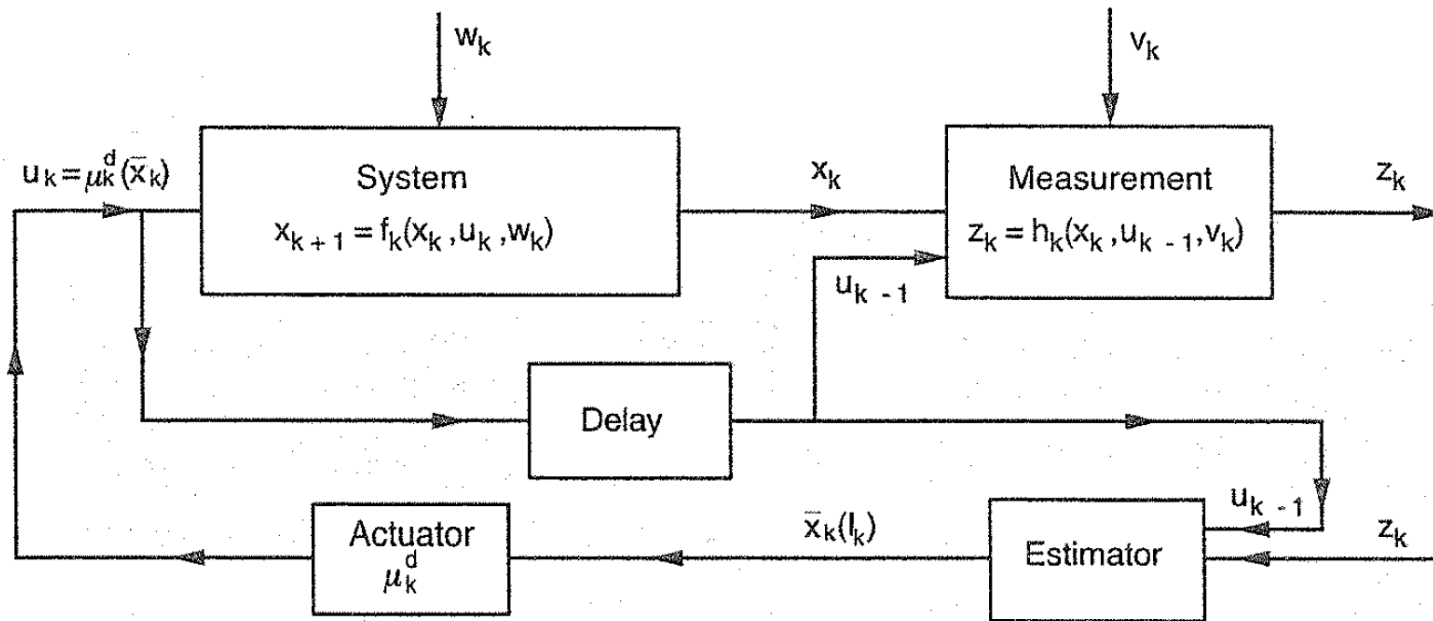 w_k
v_k
u_k = μ_k^d(x̄_k)
System
x_{k+1} = f_k(x_k, u_k, w_k)
x_k
Measurement
z_k = h_k(x_k, u_{k-1}, v_k)
z_k
u_{k-1}
Delay
u_{k-1}
Actuator
μ_k^d
x̄_k(I_k)
Estimator
z_k